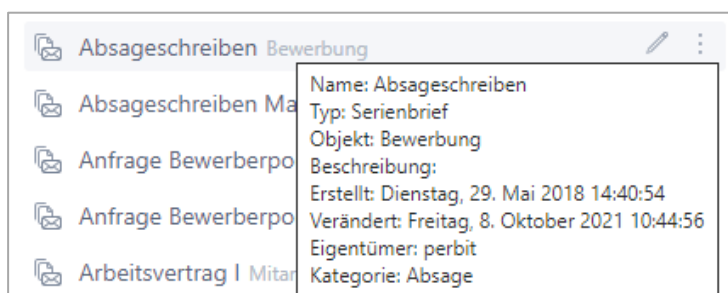 Absageschreiben Bewerbung
Absageschreiben Ma
Anfrage Bewerberpo
Anfrage Bewerberpo
Arbeitsvertrag I Mitar
Name: Absageschreiben
Typ: Serienbrief
Objekt: Bewerbung
Beschreibung:
Erstellt: Dienstag, 29. Mai 2018 14:40:54
Verändert: Freitag, 8. Oktober 2021 10:44:56
Eigentümer: perbit
Kategorie: Absage